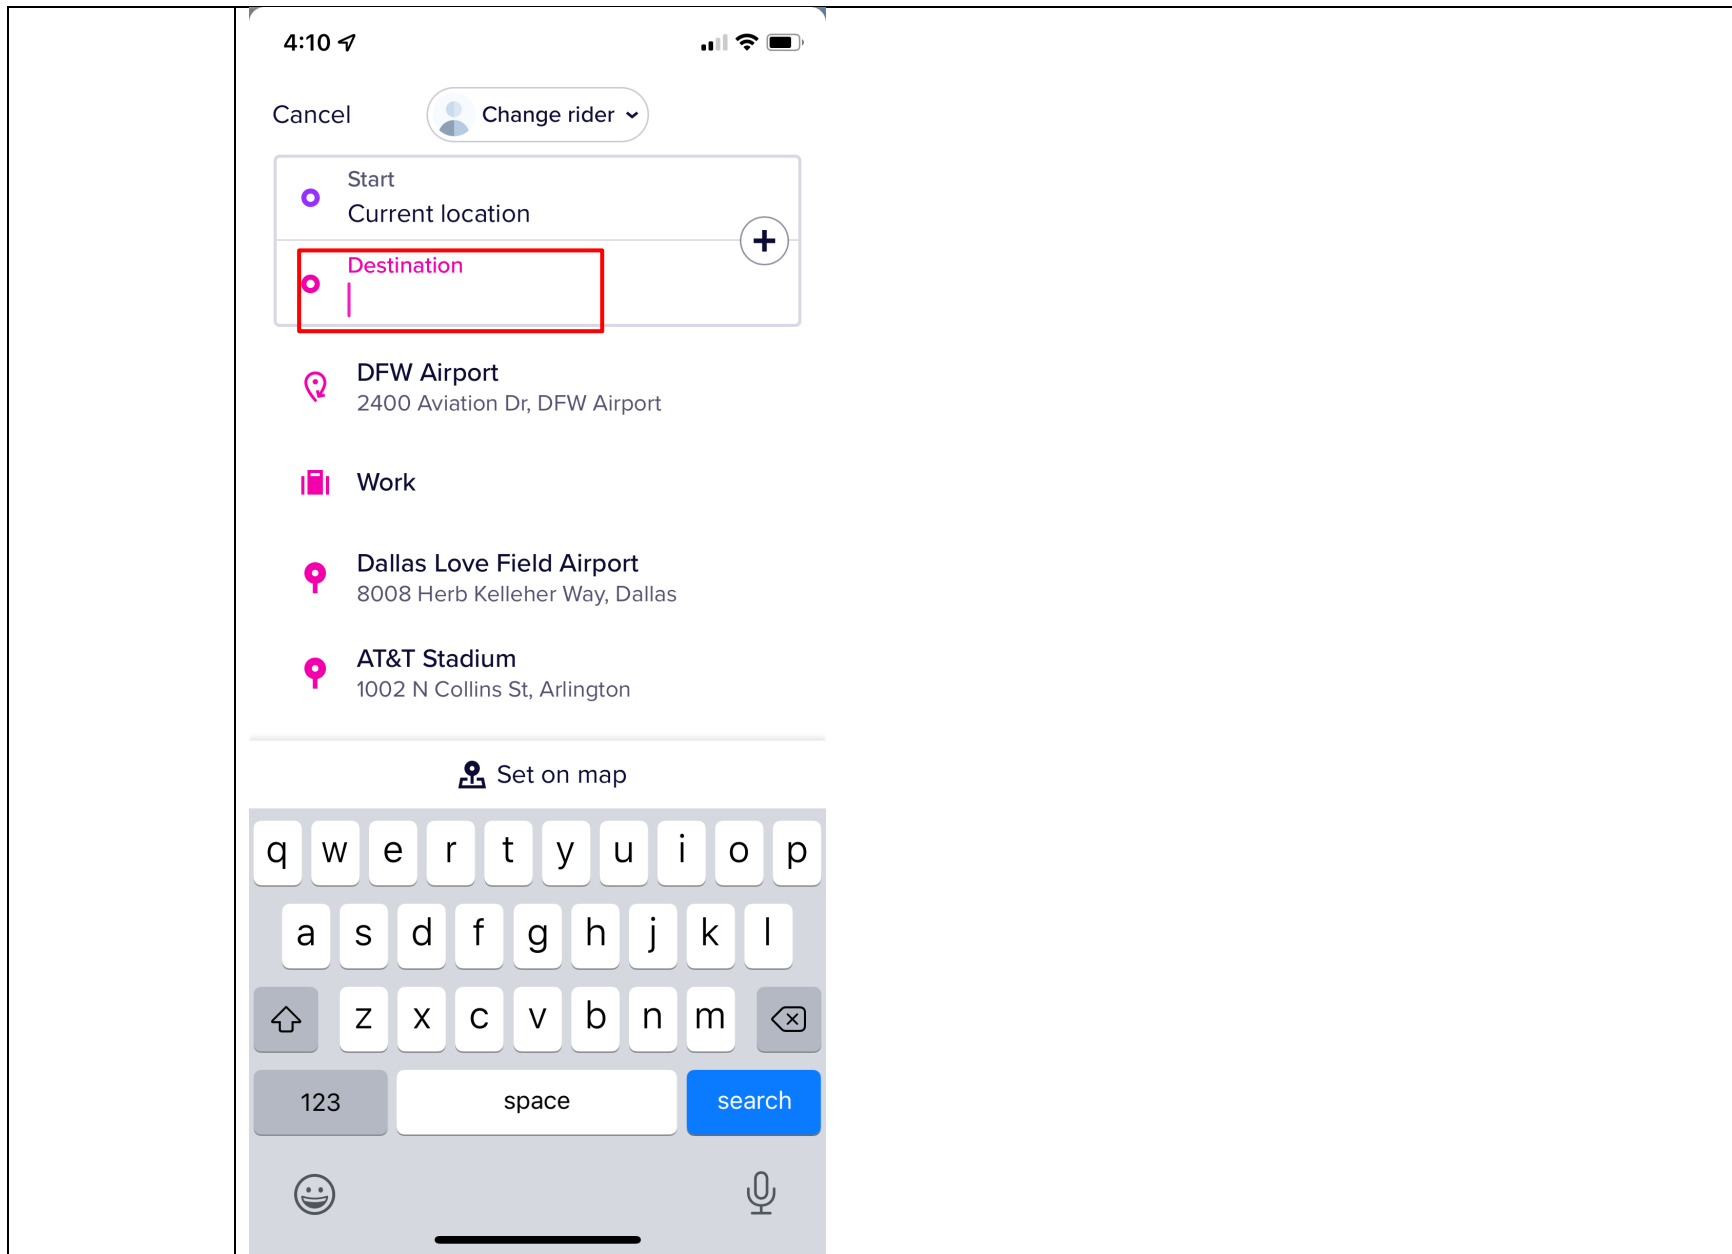 4:10
Cancel
Change rider
Start
Current location
Destination
DFW Airport
2400 Aviation Dr, DFW Airport
Work
Dallas Love Field Airport
8008 Herb Kelleher Way, Dallas
AT&T Stadium
1002 N Collins St, Arlington
Set on map
q w e r t y u i o p
a s d f g h j k l
z x c v b n m
123 space search